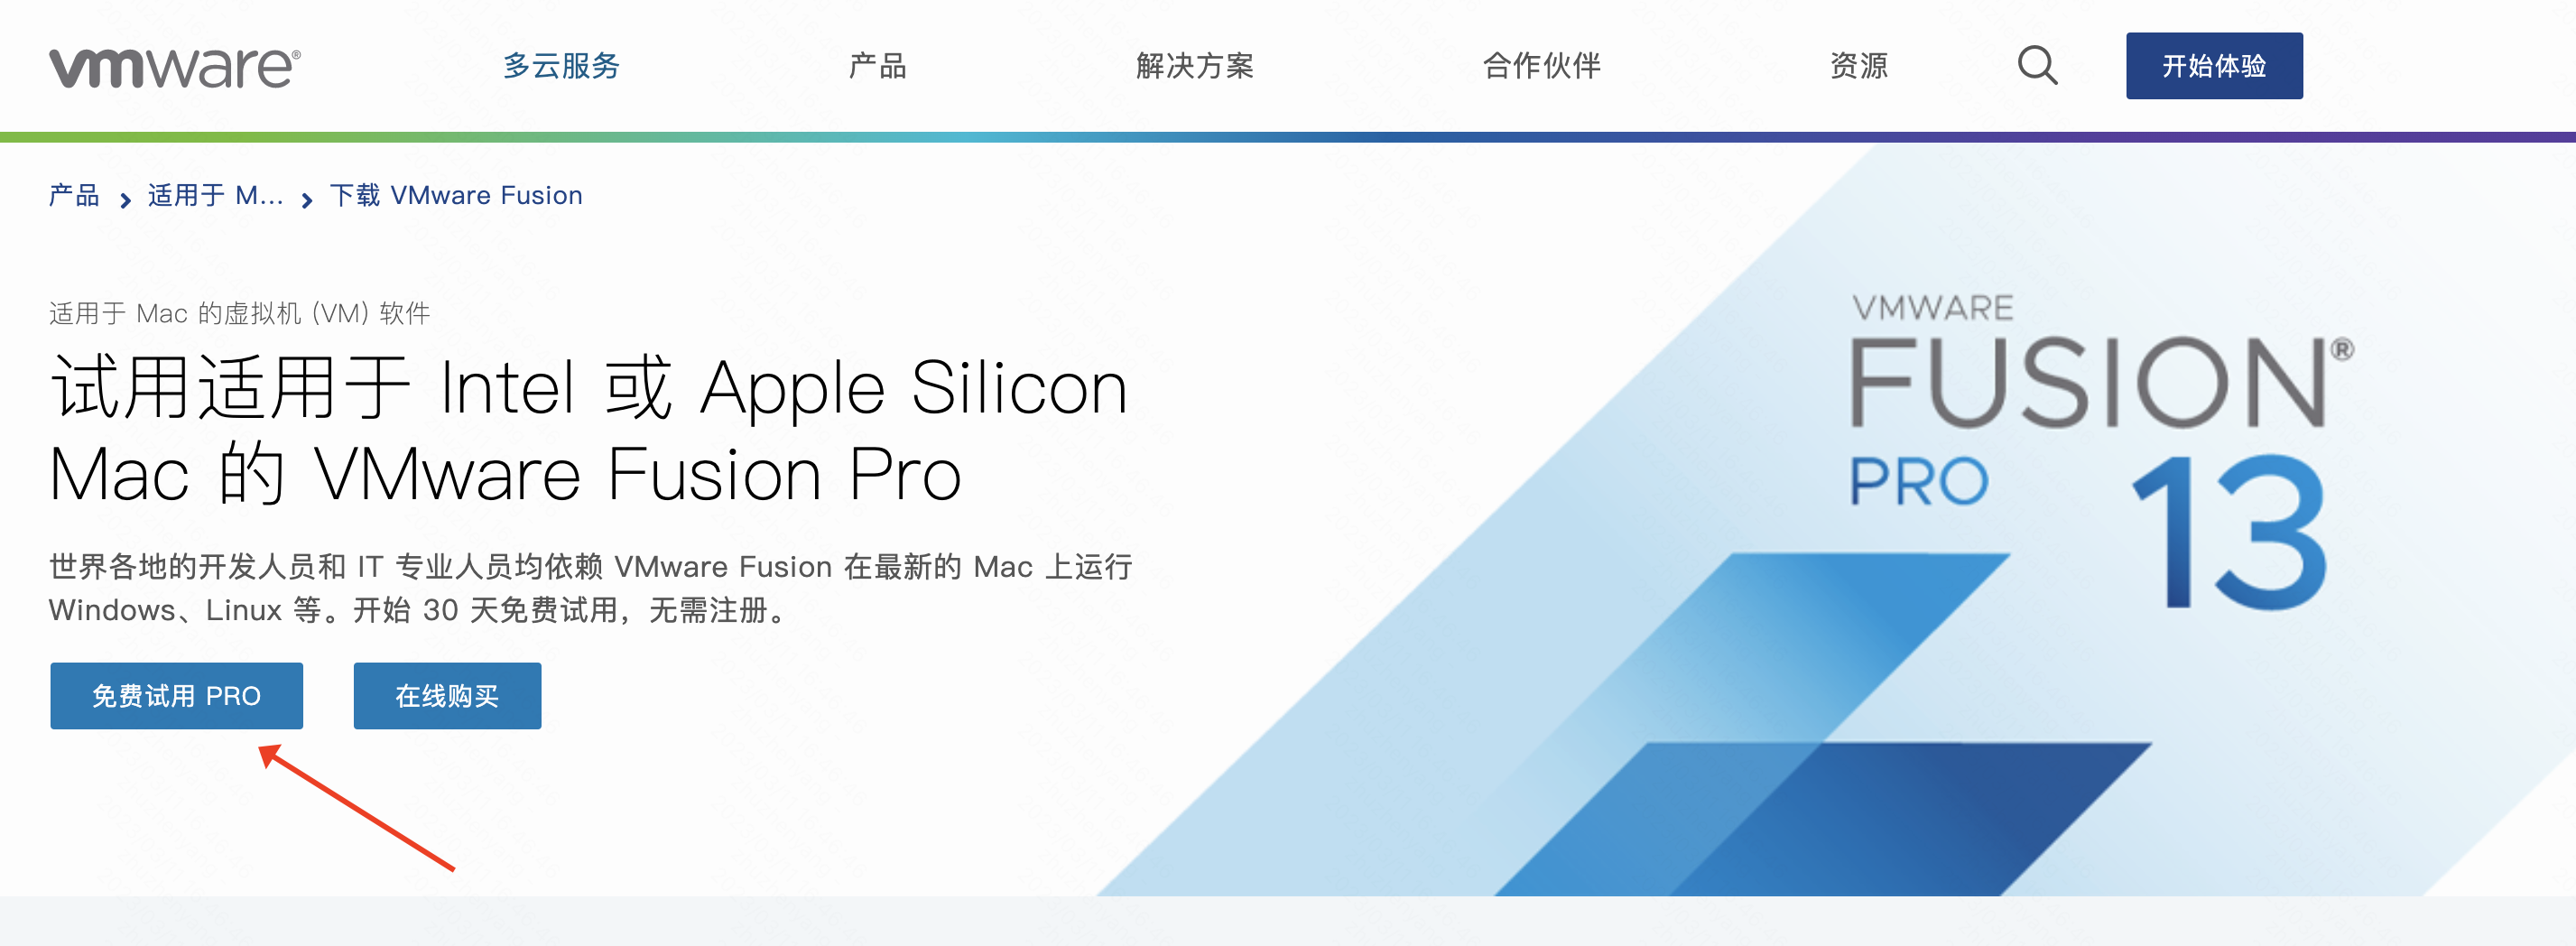 vmware®
多云服务
产品
解决方案
合作伙伴
资源
开始体验
产品 > 适用于 M... > 下载 VMware Fusion
适用于 Mac 的虚拟机 (VM) 软件
试用适用于 Intel 或 Apple Silicon
Mac 的 VMware Fusion Pro
世界各地的开发人员和 IT 专业人员均依赖 VMware Fusion 在最新的 Mac 上运行
Windows、Linux 等。开始 30 天免费试用，无需注册。
免费试用 PRO
在线购买
VMWARE
FUSION®
PRO 13